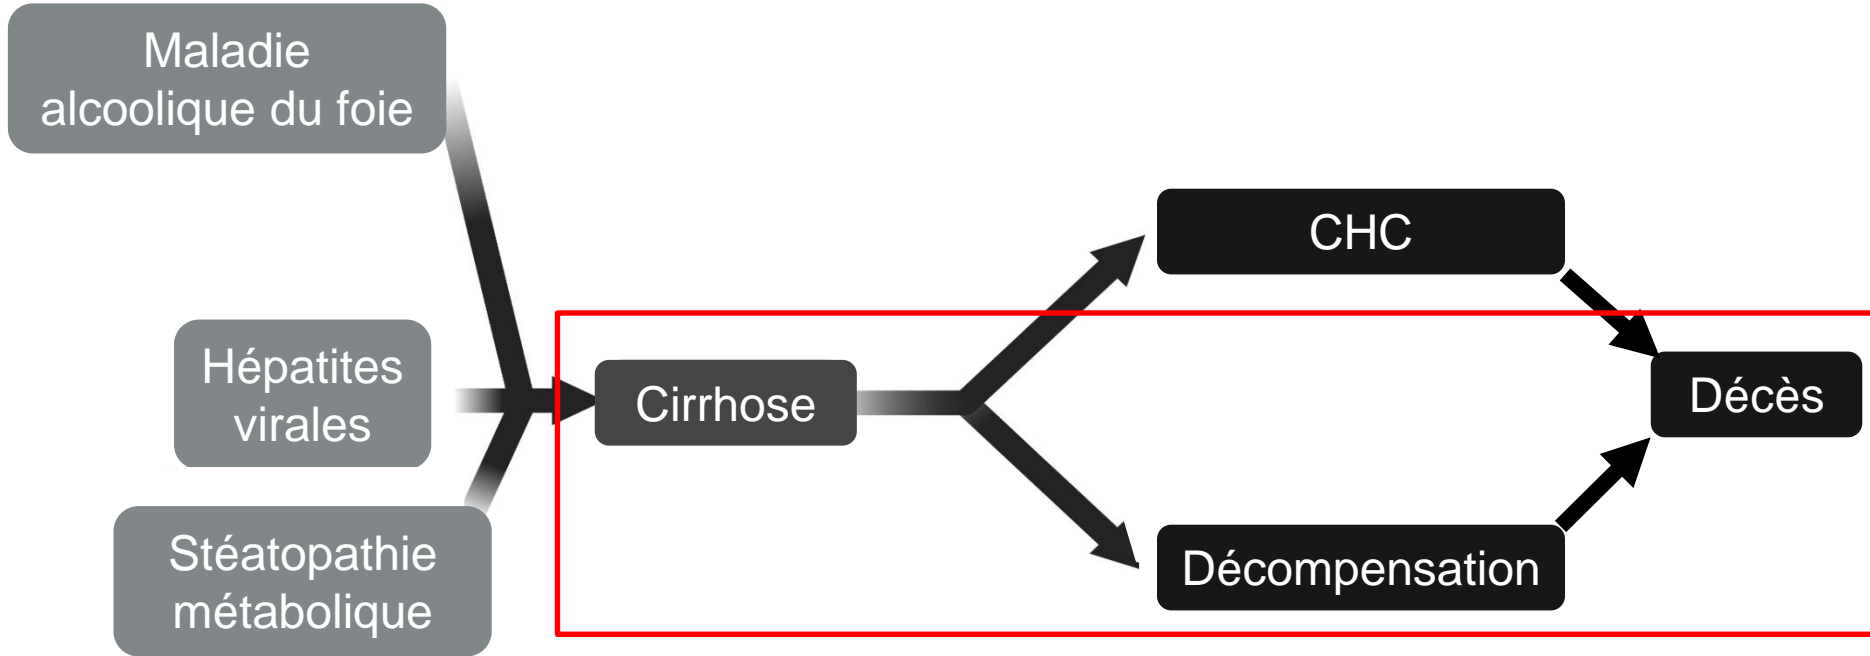 Maladie
alcoolique du foie
Hépatites
virales
Stéatopathie
métabolique
Cirrhose
CHC
Décompensation
Décès